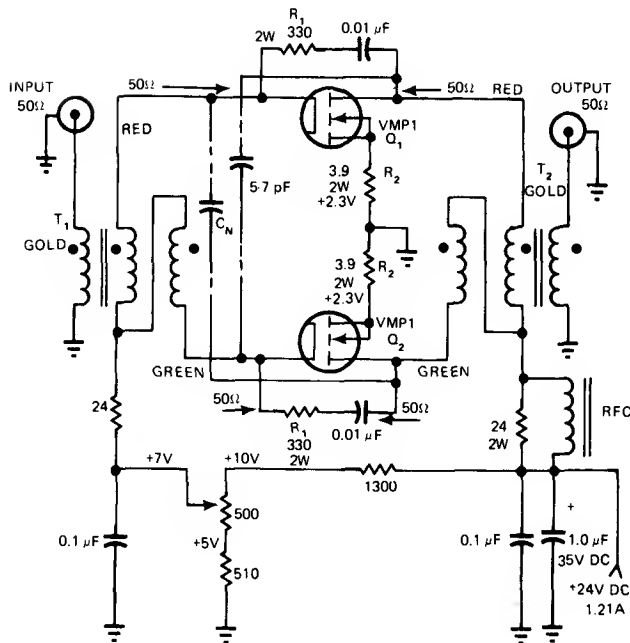 R1
330
0.01 µF
2W
50Ω
50Ω
INPUT
50Ω
OUTPUT
50Ω
RED
RED
VMP1
Q1
T1
GOLD
5·7 pF
CN
3.9
2W
+2.3V
R2
T2
GOLD
3.9
2W
+2.3V
R2
VMP1
Q2
GREEN
GREEN
50Ω
50Ω
R1
330
2W
0.01 µF
24
24
2W
RFC
+7V
+10V
1300
500
+5V
510
0.1 µF
0.1 µF
+
1.0 µF
35V DC
+24V DC
1.21A